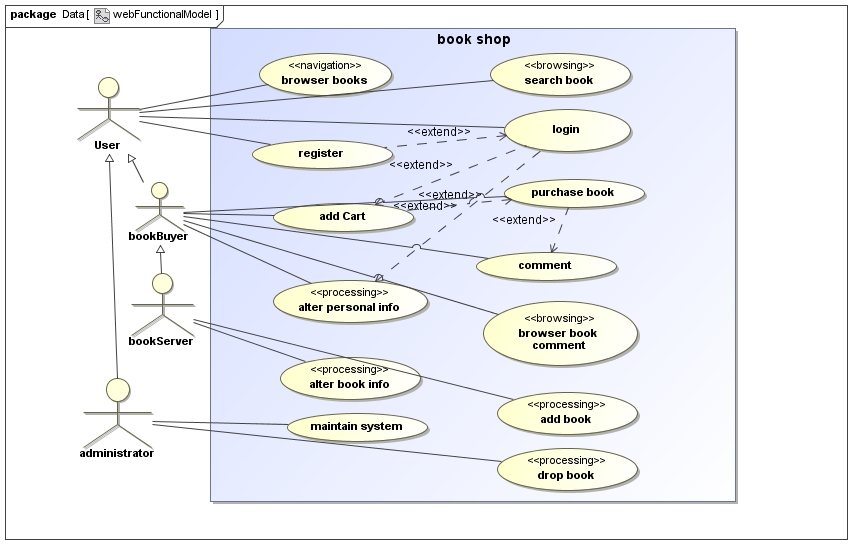 package Data [ webFunctionalModel ]
book shop
<<navigation>>
browser books
<<browsing>>
search book
login
<<extend>>
register
<<extend>>
User
purchase book
<<extend>>
<<extend>>
add Cart
<<extend>>
bookBuyer
comment
<<processing>>
alter personal info
<<browsing>>
browser book
comment
bookServer
<<processing>>
alter book info
<<processing>>
add book
maintain system
administrator
<<processing>>
drop book